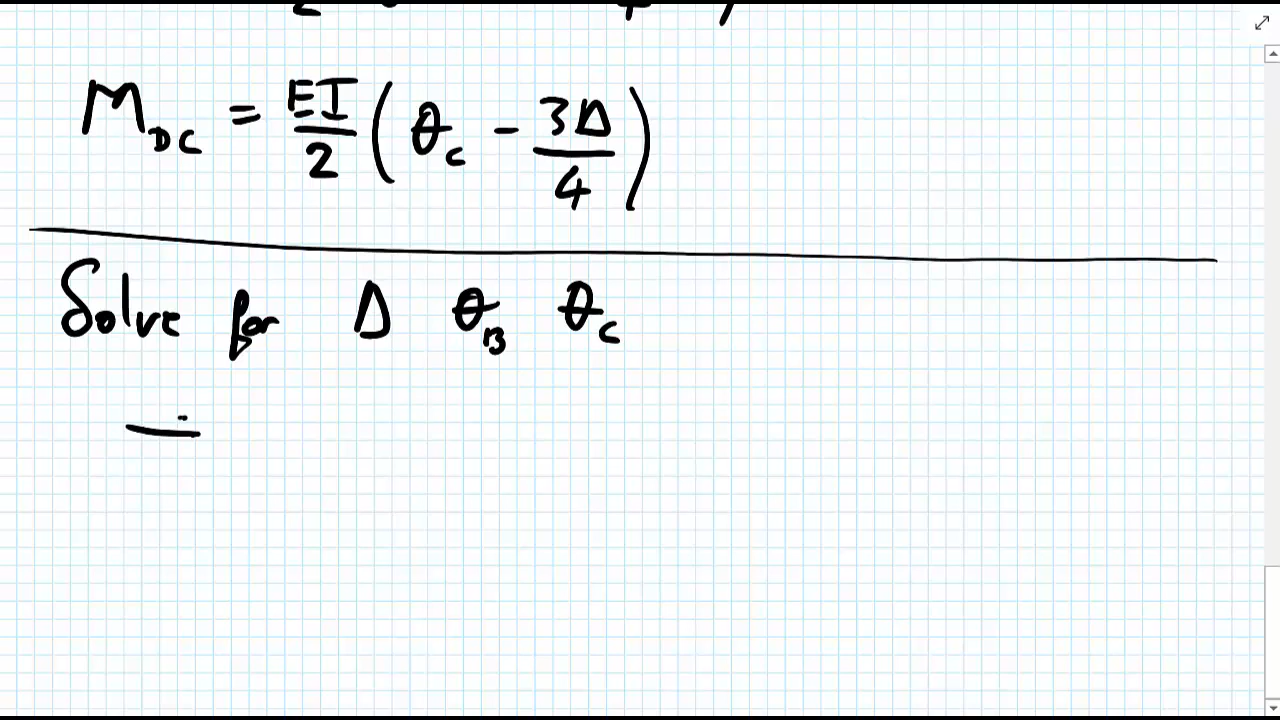 M_DC = EI/2 ( θ_C - 3Δ/4 )
Solve for Δ θ_B θ_C